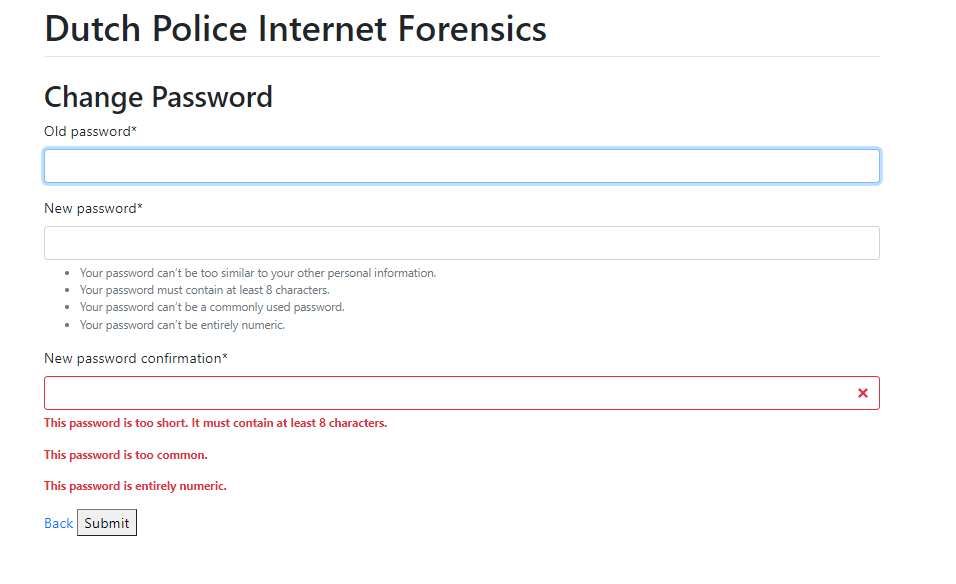 Dutch Police Internet Forensics
Change Password
Old password*
New password*
Your password can't be too similar to your other personal information.
Your password must contain at least 8 characters.
Your password can't be a commonly used password.
Your password can't be entirely numeric.
New password confirmation*
This password is too short. It must contain at least 8 characters.
This password is too common.
This password is entirely numeric.
Back Submit